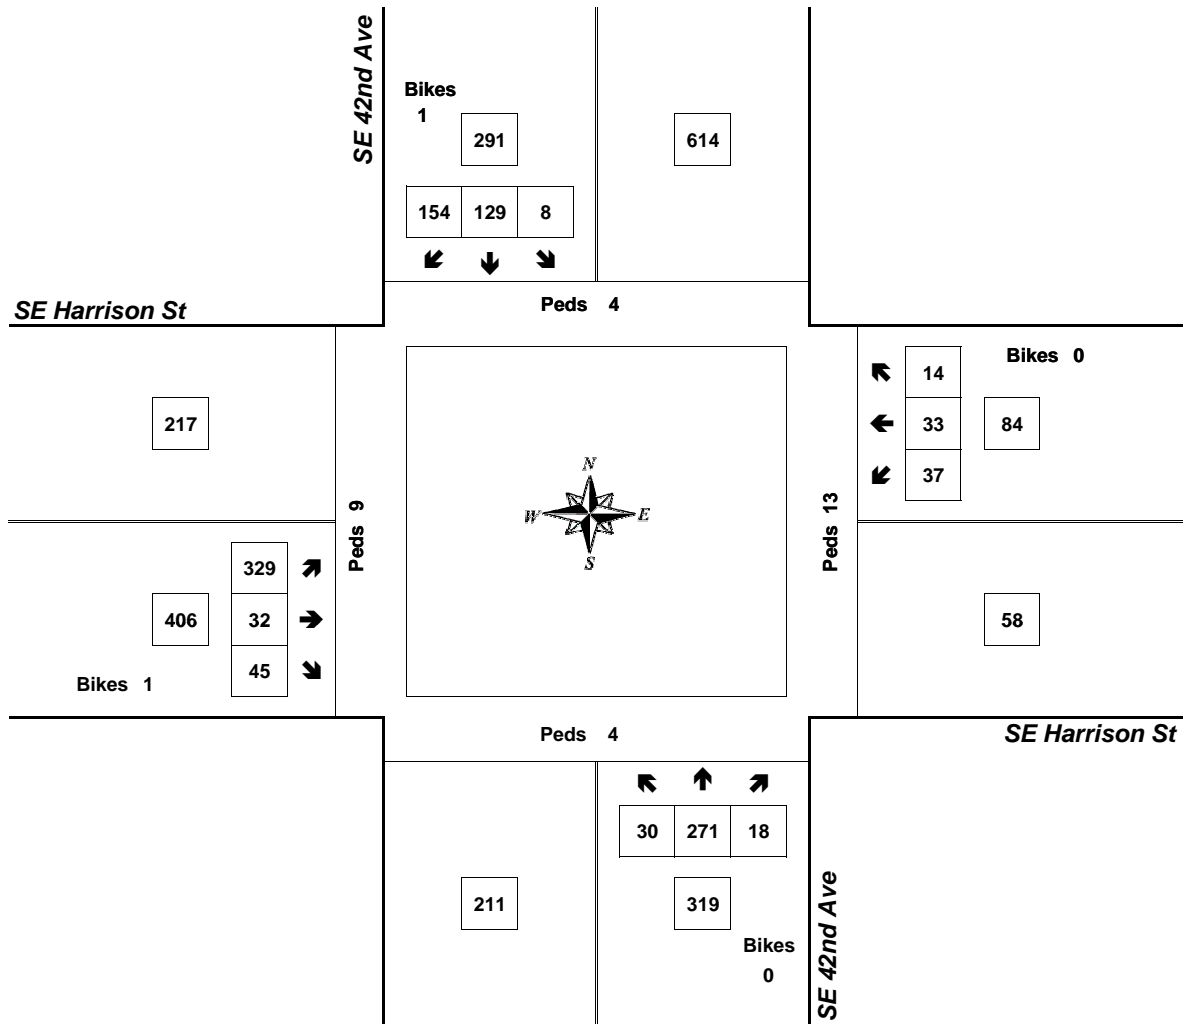 SE 42nd Ave
Bikes
1
291
614
154 129 8
Peds 4
SE Harrison St
Bikes 0
14
217
33 84
37
N
W E
S
Peds 9
Peds 13
329
406 32
58
45
Bikes 1
Peds 4
SE Harrison St
30 271 18
211
319
Bikes
0
SE 42nd Ave